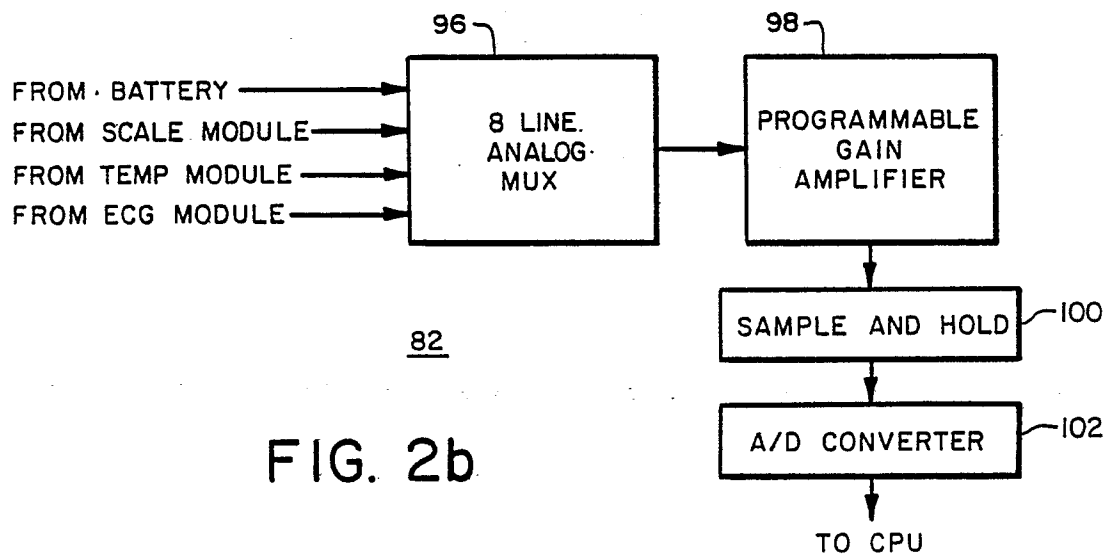 96
98
FROM BATTERY
FROM SCALE MODULE
FROM TEMP MODULE
FROM ECG MODULE
8 LINE.
ANALOG
MUX
PROGRAMMABLE
GAIN
AMPLIFIER
SAMPLE AND HOLD
100
82
A/D CONVERTER
102
FIG. 2b
TO CPU